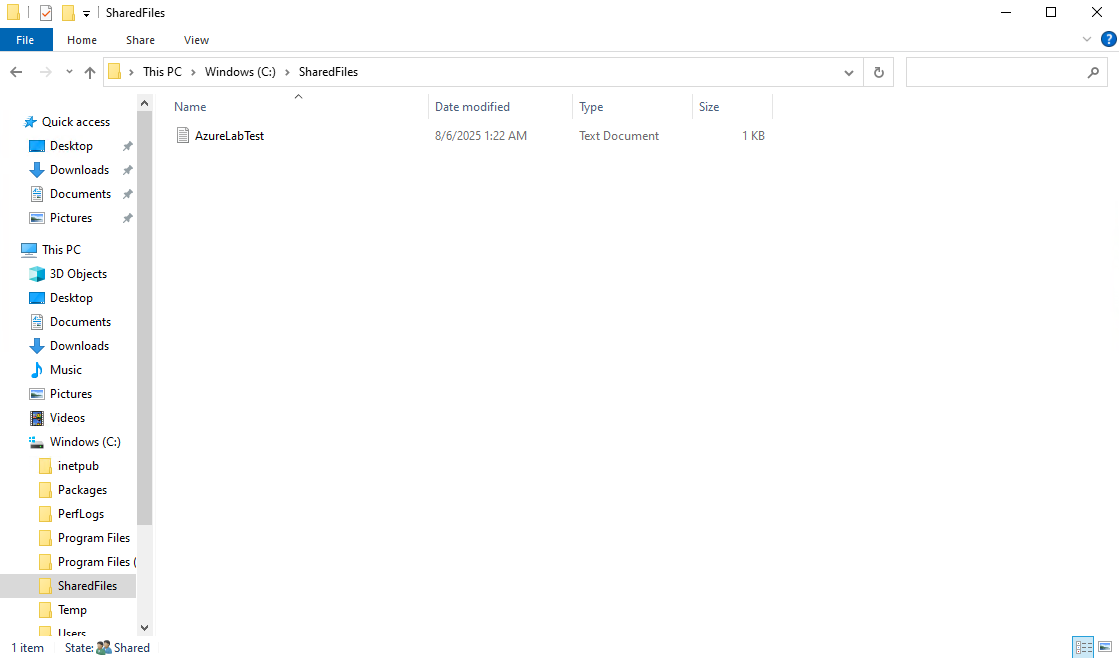 SharedFiles
File Home Share View
This PC Windows (C:) SharedFiles
Name Date modified Type Size
AzureLabTest 8/6/2025 1:22 AM Text Document 1 KB
Quick access
Desktop
Downloads
Documents
Pictures
This PC
3D Objects
Desktop
Documents
Downloads
Music
Pictures
Videos
Windows (C:)
inetpub
Packages
PerfLogs
Program Files
Program Files (
SharedFiles
Temp
Users
1 item State: Shared